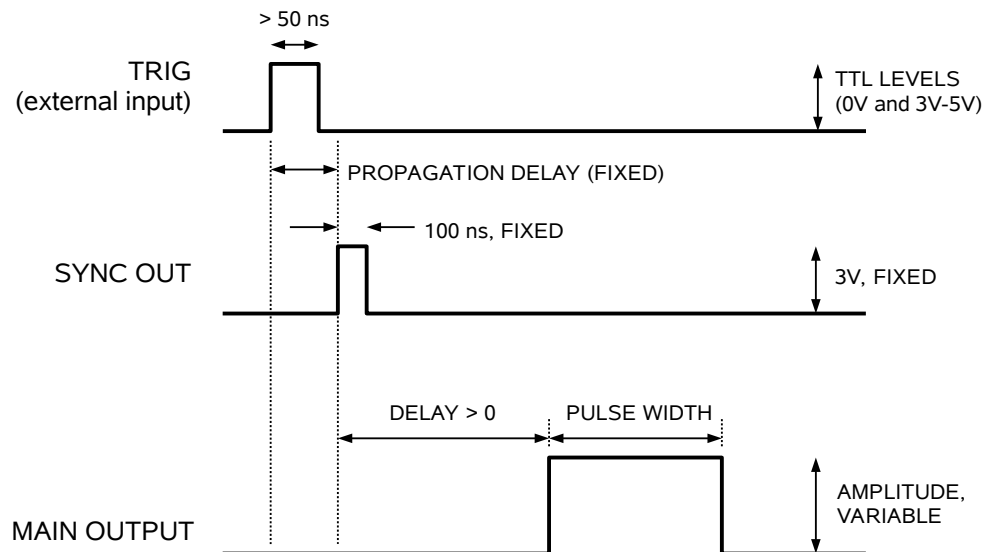 > 50 ns
TRIG
(external input)
TTL LEVELS
(0V and 3V-5V)
PROPAGATION DELAY (FIXED)
100 ns, FIXED
SYNC OUT
3V, FIXED
DELAY > 0
PULSE WIDTH
AMPLITUDE,
VARIABLE
MAIN OUTPUT